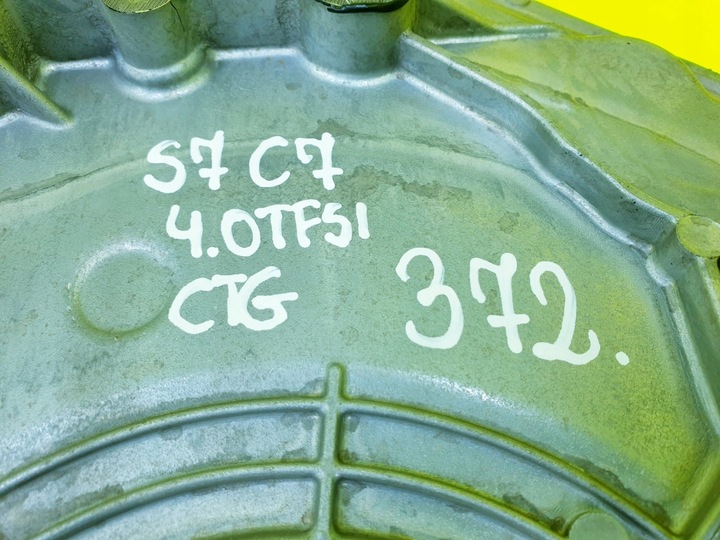 S7 C7
4.0TFSI
CTG
372.